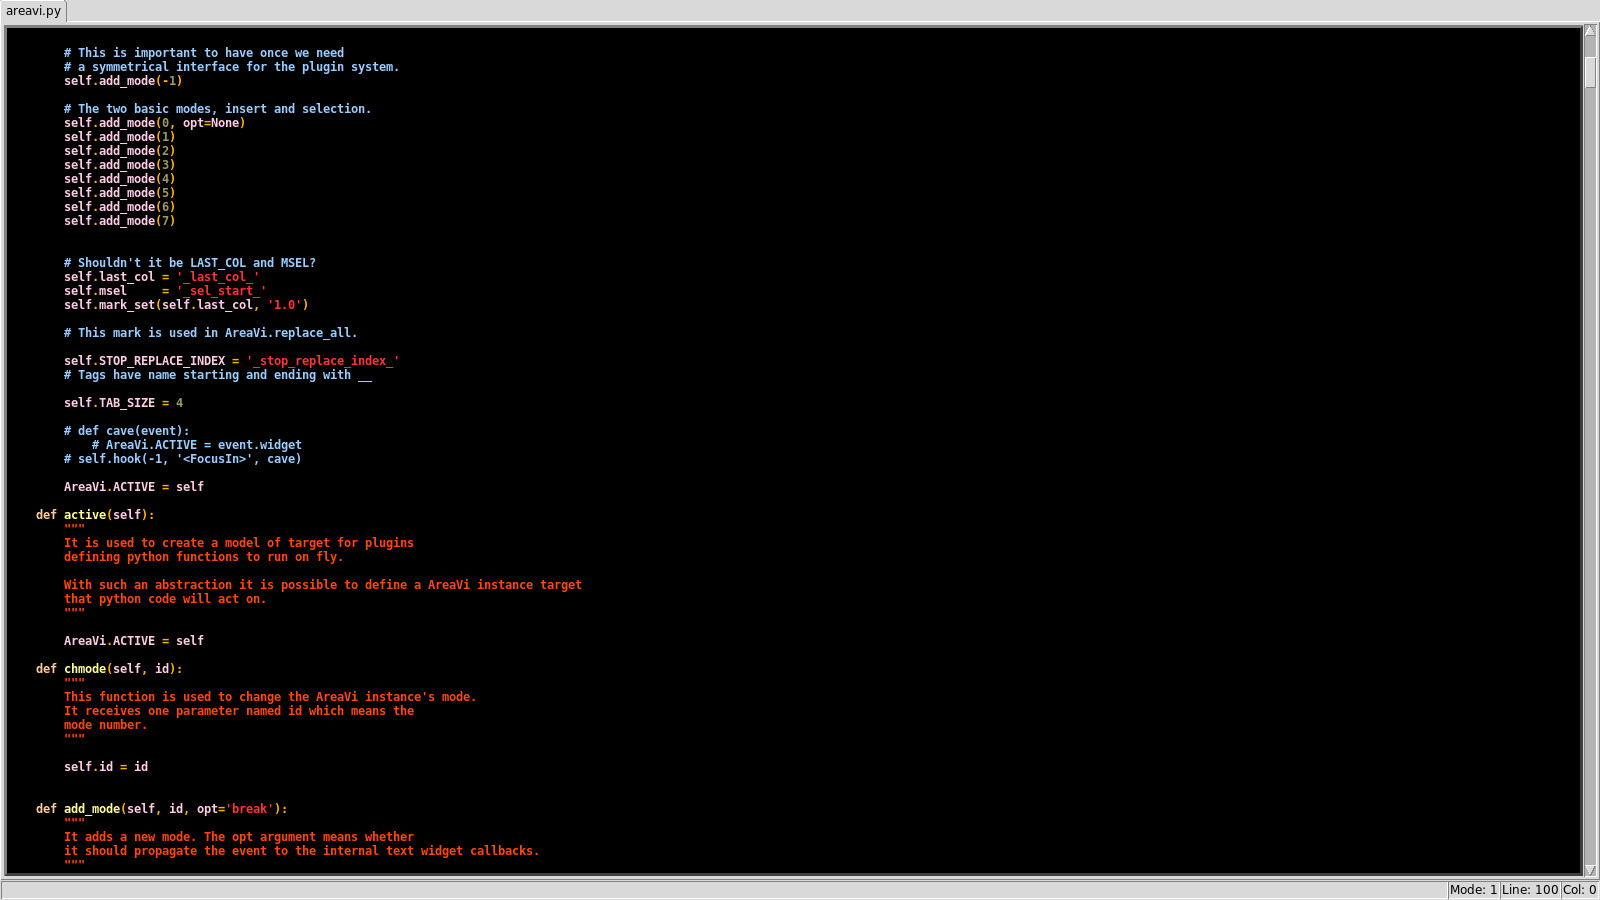 areavi.py
# This is important to have once we need
# a symmetrical interface for the plugin system.
self.add_mode(-1)
# The two basic modes, insert and selection.
self.add_mode(0, opt=None)
self.add_mode(1)
self.add_mode(2)
self.add_mode(3)
self.add_mode(4)
self.add_mode(5)
self.add_mode(6)
self.add_mode(7)
# Shouldn't it be LAST_COL and MSEL?
self.last_col = '_last_col_'
self.msel     = '_sel_start_'
self.mark_set(self.last_col, '1.0')
# This mark is used in AreaVi.replace_all.
self.STOP_REPLACE_INDEX = '_stop_replace_index_'
# Tags have name starting and ending with __
self.TAB_SIZE = 4
# def cave(event):
# AreaVi.ACTIVE = event.widget
# self.hook(-1, '<FocusIn>', cave)
AreaVi.ACTIVE = self
def active(self):
"""
It is used to create a model of target for plugins
defining python functions to run on fly.
With such an abstraction it is possible to define a AreaVi instance target
that python code will act on.
"""
AreaVi.ACTIVE = self
def chmode(self, id):
"""
This function is used to change the AreaVi instance's mode.
It receives one parameter named id which means the
mode number.
"""
self.id = id
def add_mode(self, id, opt='break'):
"""
It adds a new mode. The opt argument means whether
it should propagate the event to the internal text widget callbacks.
"""
Mode: 1 Line: 100 Col: 0